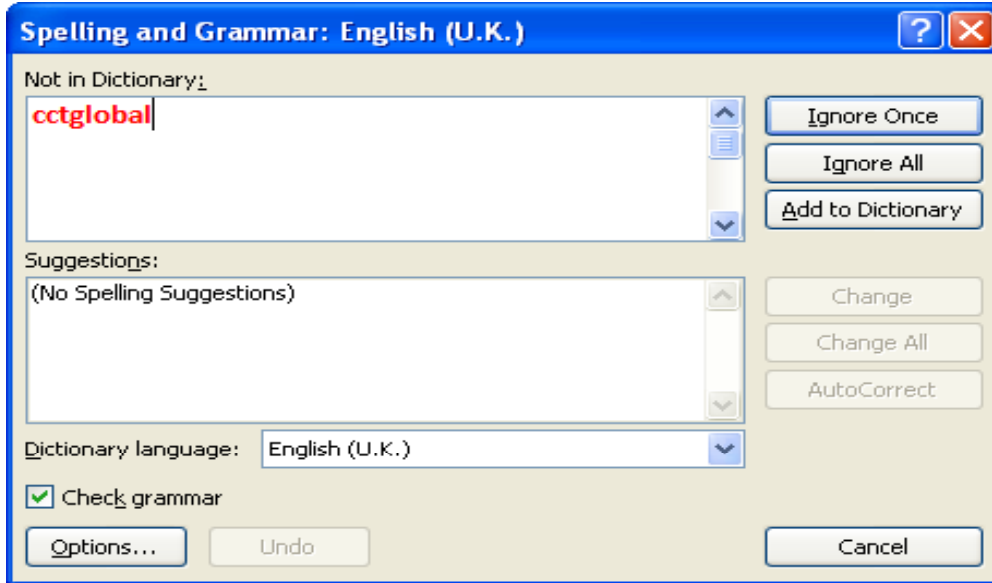 Spelling and Grammar: English (U.K.)
Not in Dictionary:
cctglobal
Ignore Once
Ignore All
Add to Dictionary
Suggestions:
(No Spelling Suggestions)
Change
Change All
AutoCorrect
Dictionary language: English (U.K.)
Check grammar
Options... Undo Cancel